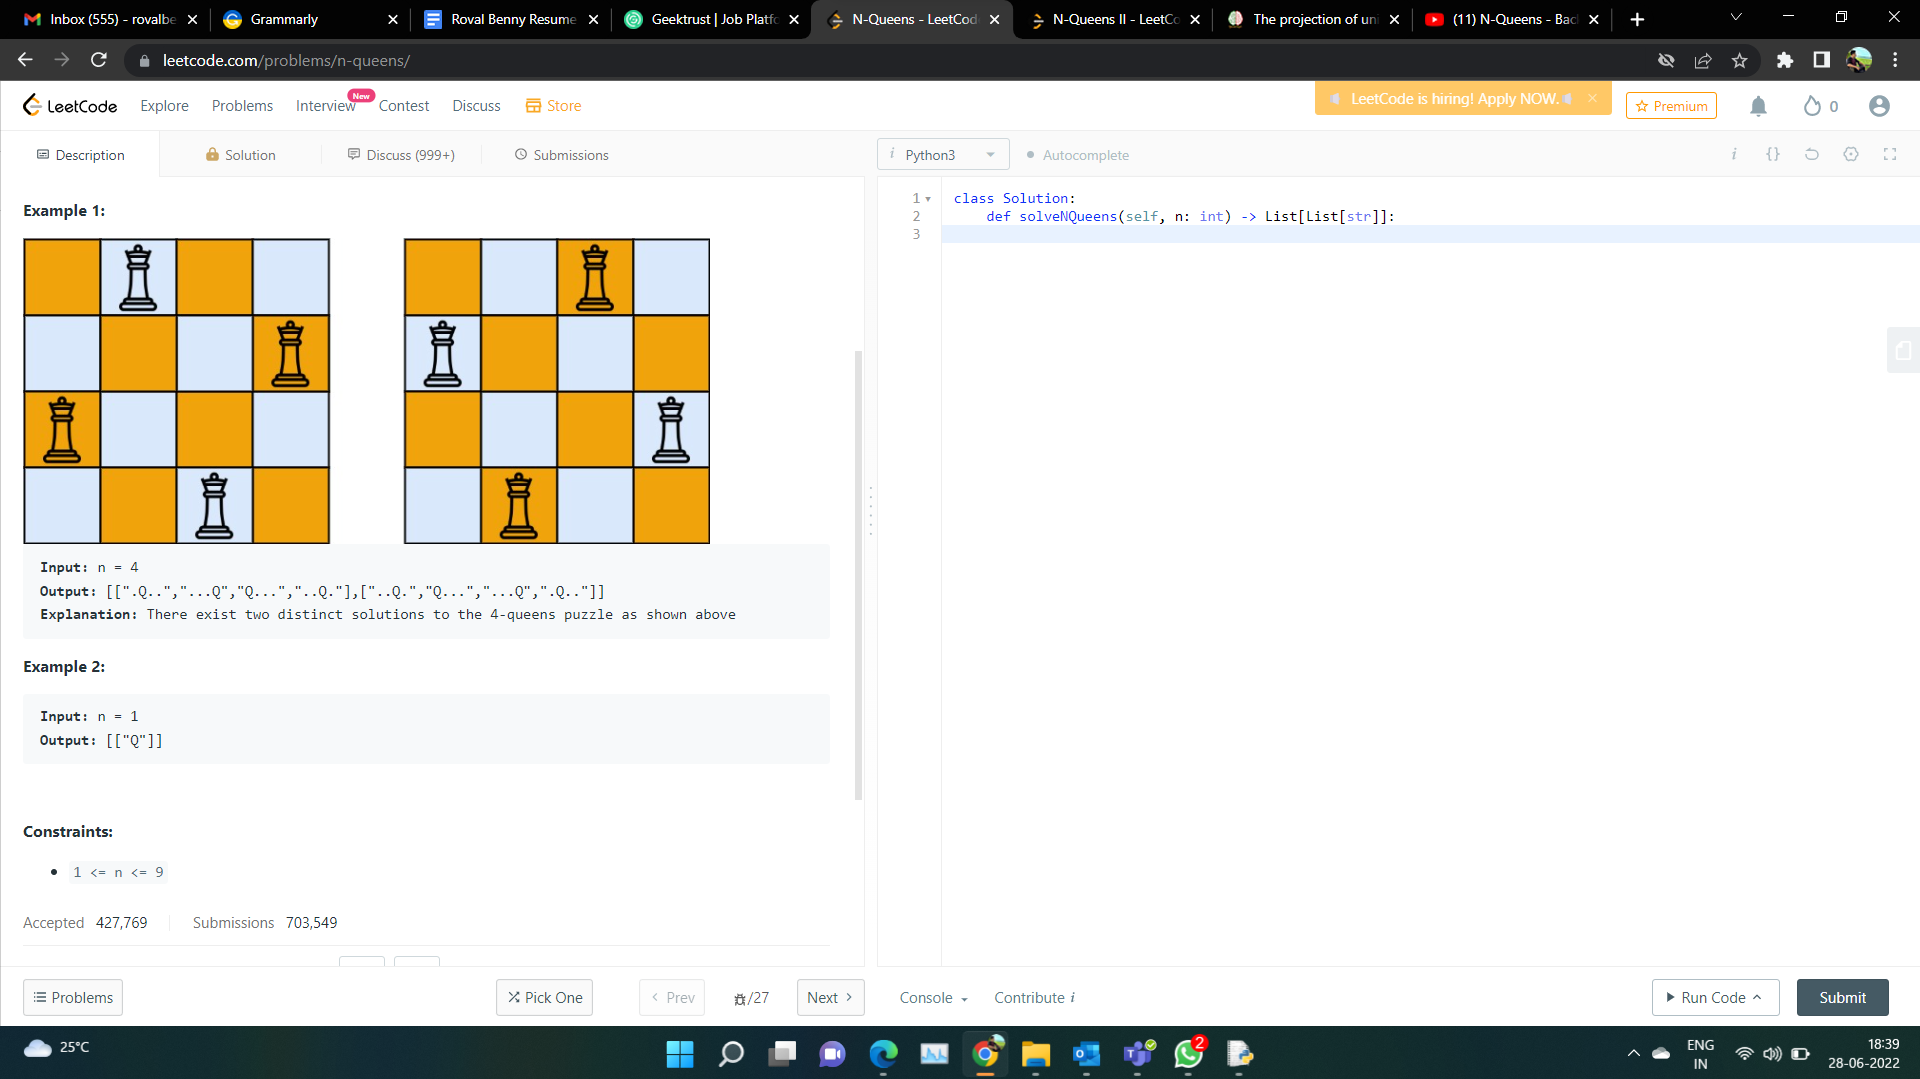 Inbox (555) - rovalbe
Grammarly
Roval Benny Resume
Geektrust | Job Platfo
N-Queens - LeetCod
N-Queens II - LeetCo
The projection of uni
(11) N-Queens - Bac
leetcode.com/problems/n-queens/
LeetCode
Explore
Problems
Interview
New
Contest
Discuss
Store
LeetCode is hiring! Apply NOW.
Premium
0
Description
Solution
Discuss (999+)
Submissions
i Python3
Autocomplete
i {}
Example 1:
1 class Solution:
2 def solveNQueens(self, n: int) -> List[List[str]]:
3
Input: n = 4
Output: [[".Q..","...Q","Q...","..Q."],["..Q.","Q...","...Q",".Q.."]]
Explanation: There exist two distinct solutions to the 4-queens puzzle as shown above
Example 2:
Input: n = 1
Output: [["Q"]]
Constraints:
1 <= n <= 9
Accepted 427,769
Submissions 703,549
Problems
Pick One
Prev
/27
Next
Console
Contribute i
Run Code
Submit
25°C
2
ENG
IN
18:39
28-06-2022